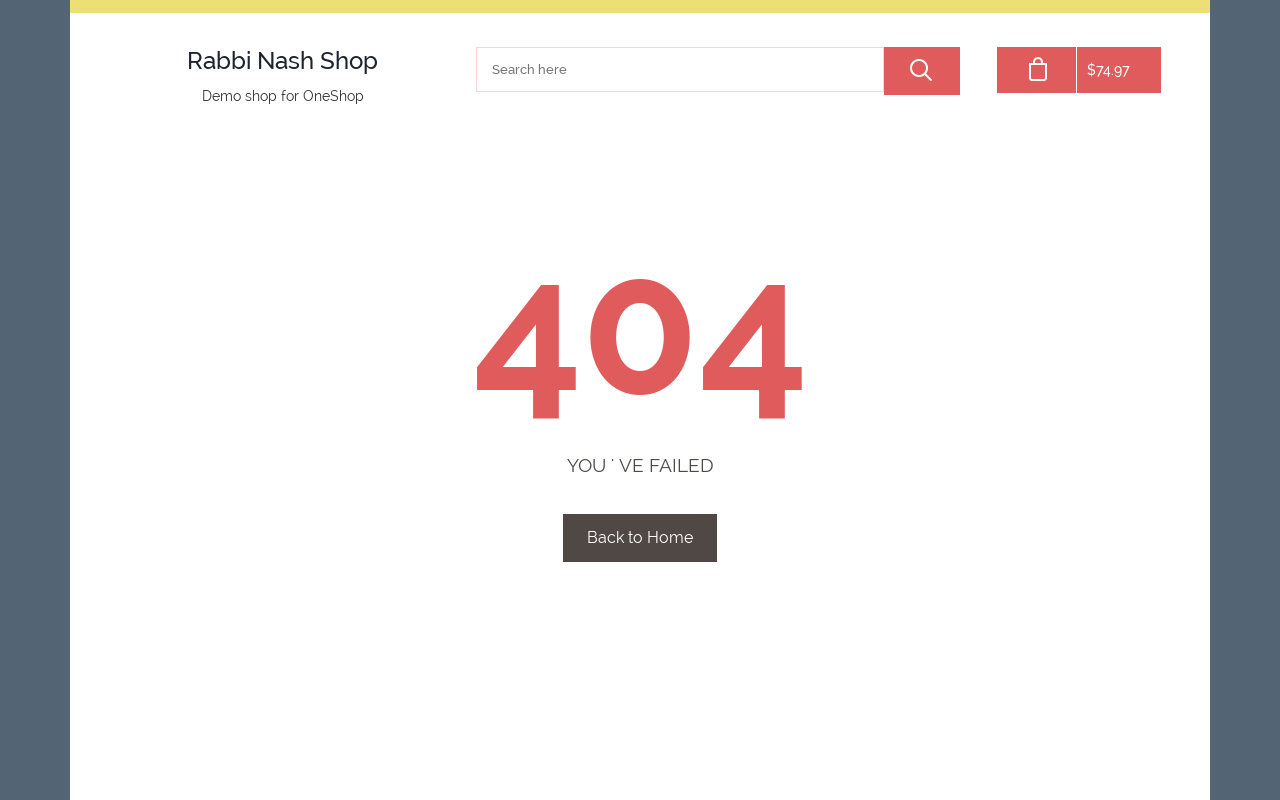 Rabbi Nash Shop
Demo shop for OneShop
Search here
$74.97
404
YOU ' VE FAILED
Back to Home